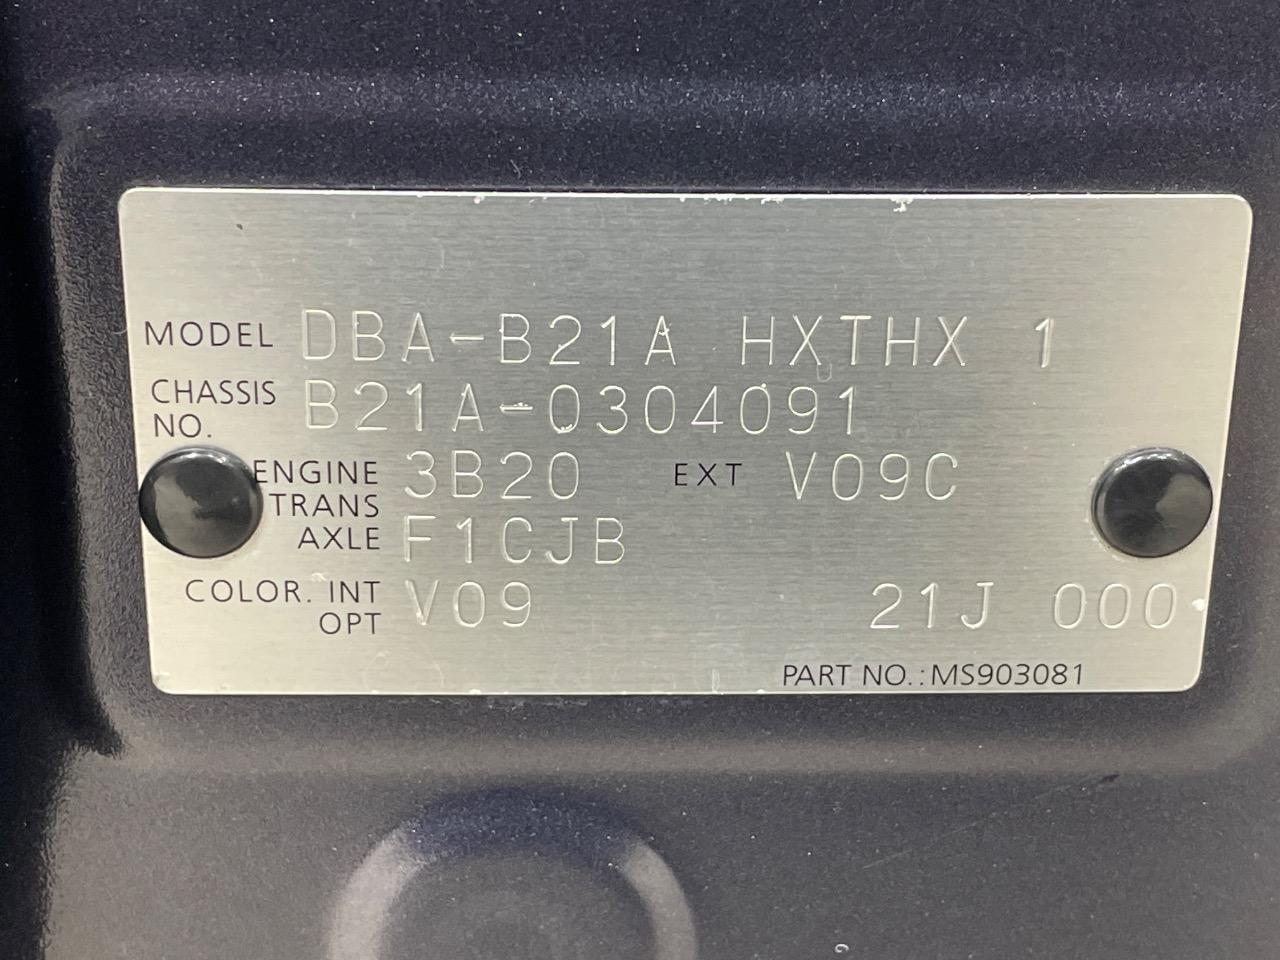 MODEL DBA-B21A HXTHX 1
CHASSIS NO. B21A-0304091
ENGINE 3B20 EXT V09C
TRANS AXLE F1CJB
COLOR. INT OPT V09 21J 000
PART NO.: MS903081